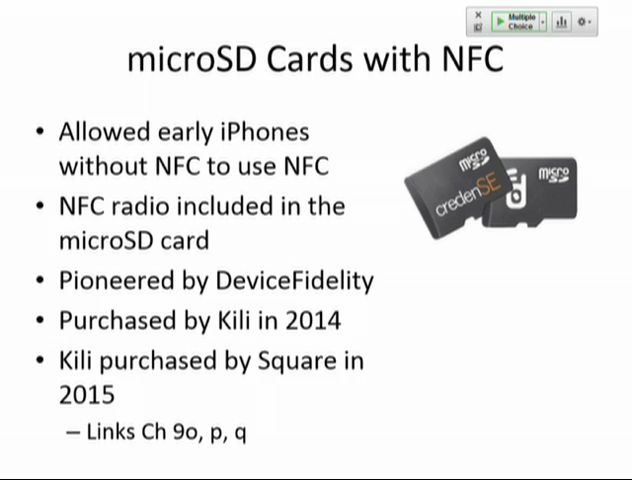 Multiple
Choice
microSD Cards with NFC
• Allowed early iPhones
without NFC to use NFC
• NFC radio included in the
microSD card
• Pioneered by DeviceFidelity
• Purchased by Kili in 2014
• Kili purchased by Square in
2015
– Links Ch 9o, p, q
micro
credenSE
micro